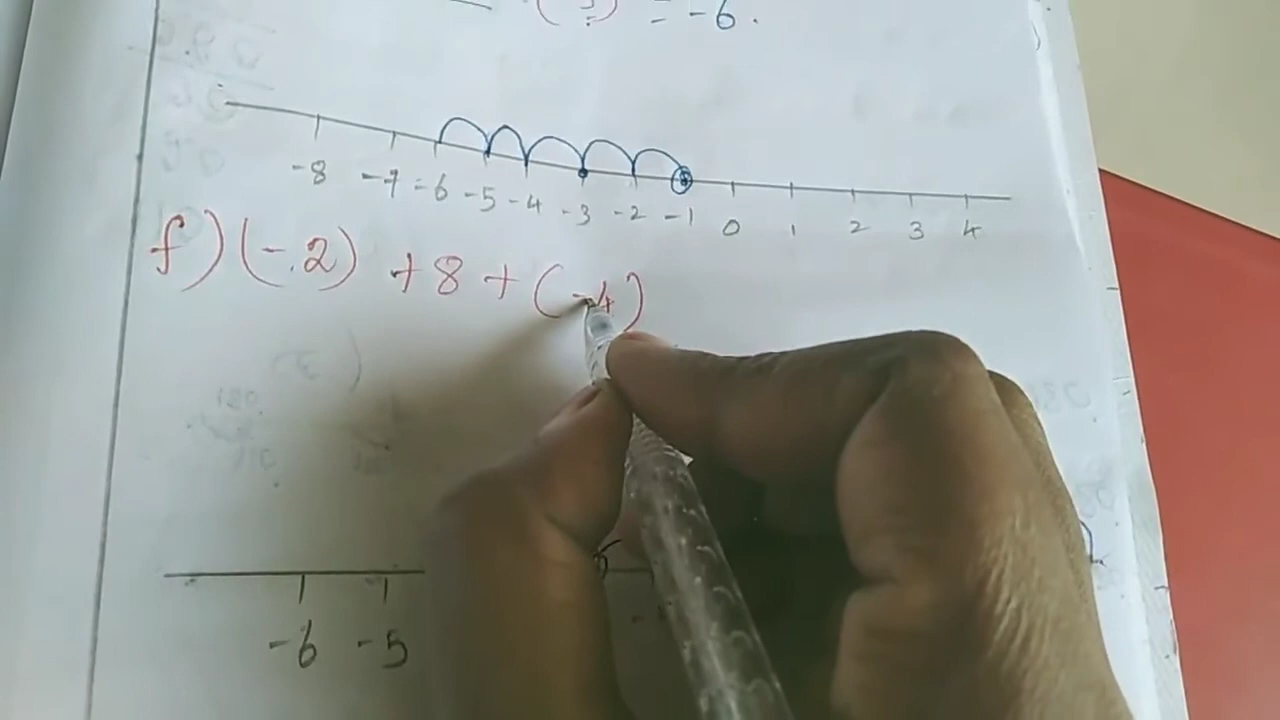 = -6.
-8 -7 -6 -5 -4 -3 -2 -1 0 1 2 3 4
f) (-2) +8 + (-4)
-6 -5